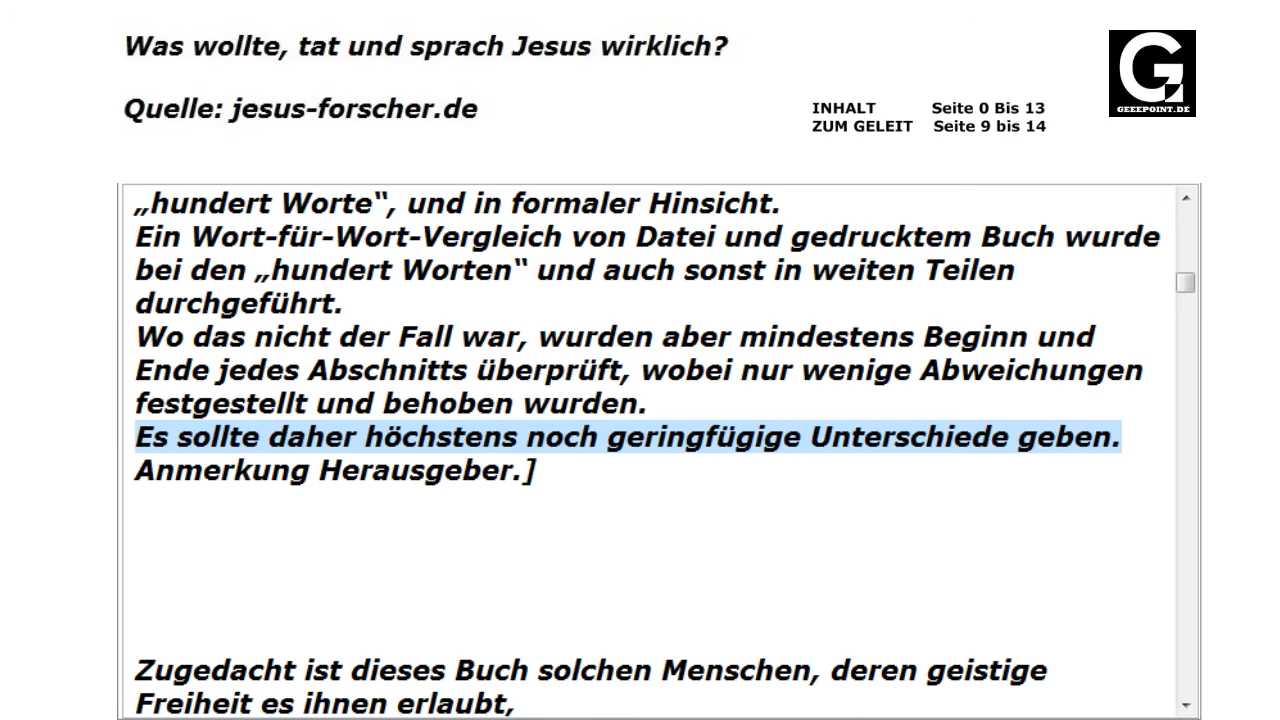 Was wollte, tat und sprach Jesus wirklich?
Quelle: jesus-forscher.de
INHALT Seite 0 Bis 13
ZUM GELEIT Seite 9 bis 14
G
GEEEPOINT.DE
„hundert Worte“, und in formaler Hinsicht.
Ein Wort-für-Wort-Vergleich von Datei und gedrucktem Buch wurde
bei den „hundert Worten“ und auch sonst in weiten Teilen
durchgeführt.
Wo das nicht der Fall war, wurden aber mindestens Beginn und
Ende jedes Abschnitts überprüft, wobei nur wenige Abweichungen
festgestellt und behoben wurden.
Es sollte daher höchstens noch geringfügige Unterschiede geben.
Anmerkung Herausgeber.]
Zugedacht ist dieses Buch solchen Menschen, deren geistige
Freiheit es ihnen erlaubt,